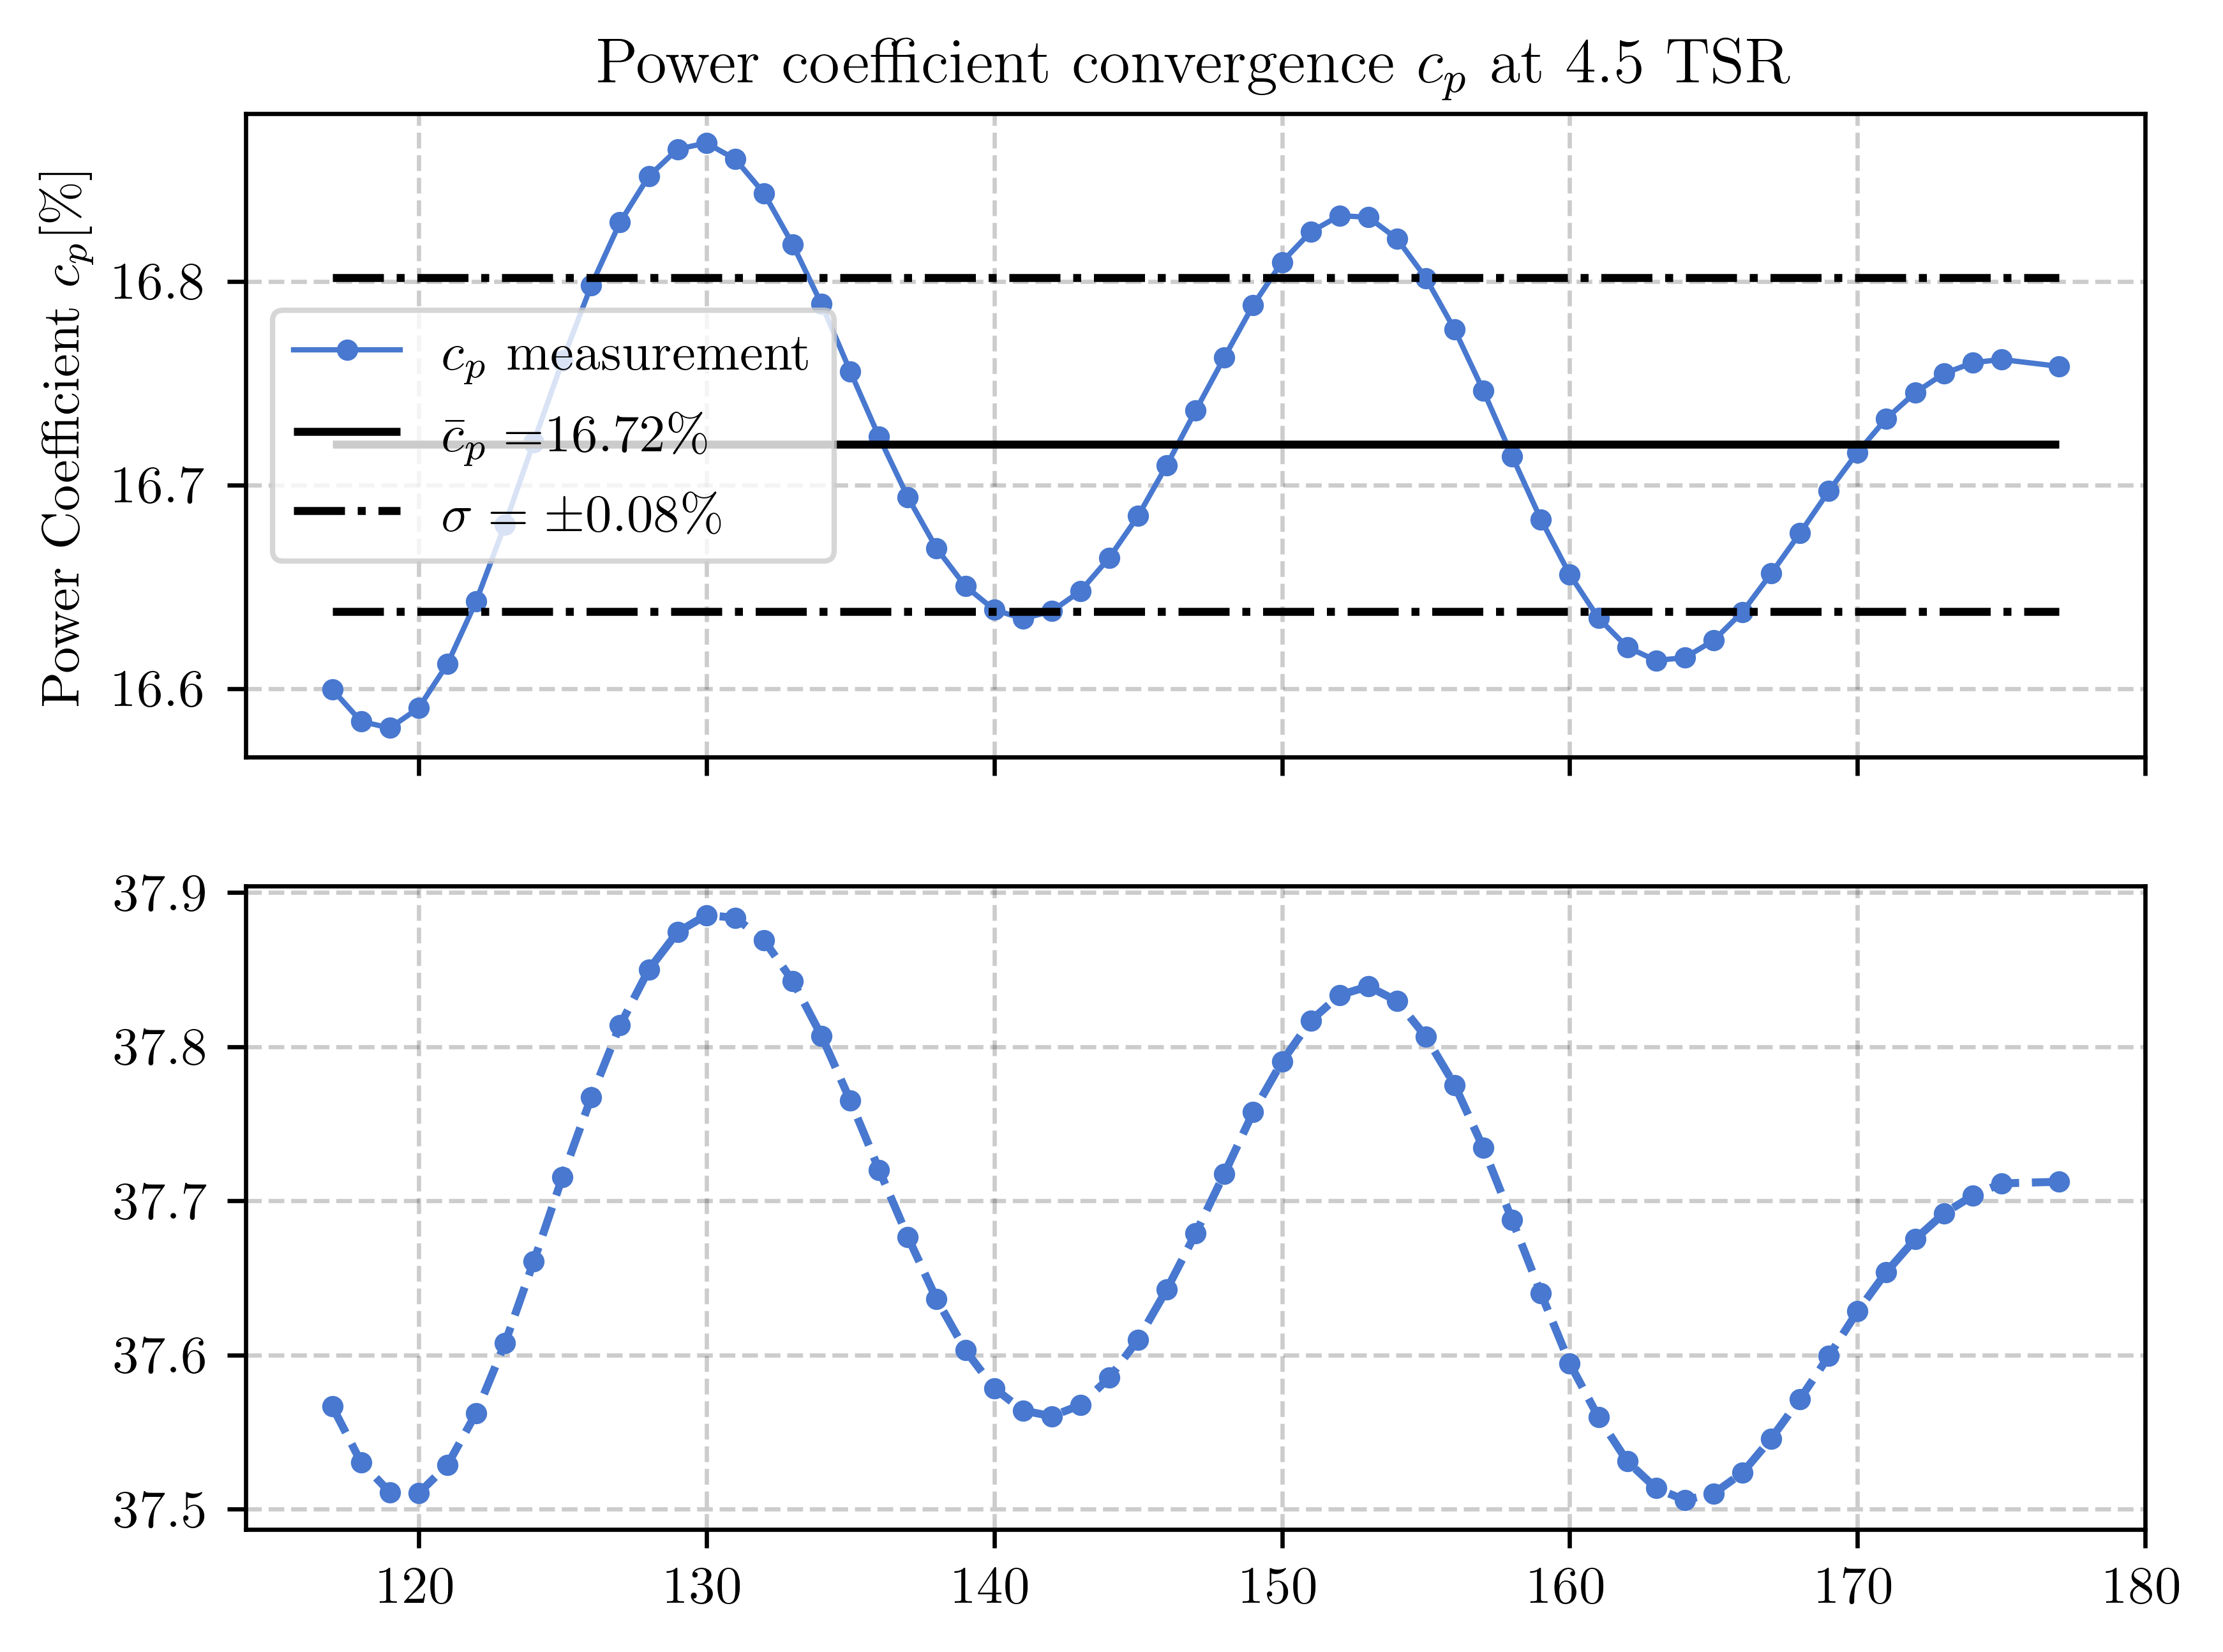 Power coefficient convergence c_p at 4.5 TSR
Power Coefficient c_p[%]
16.8
16.7
16.6
c_p measurement
c̄_p =16.72%
σ = ±0.08%
37.9
37.8
37.7
37.6
37.5
120 130 140 150 160 170 180